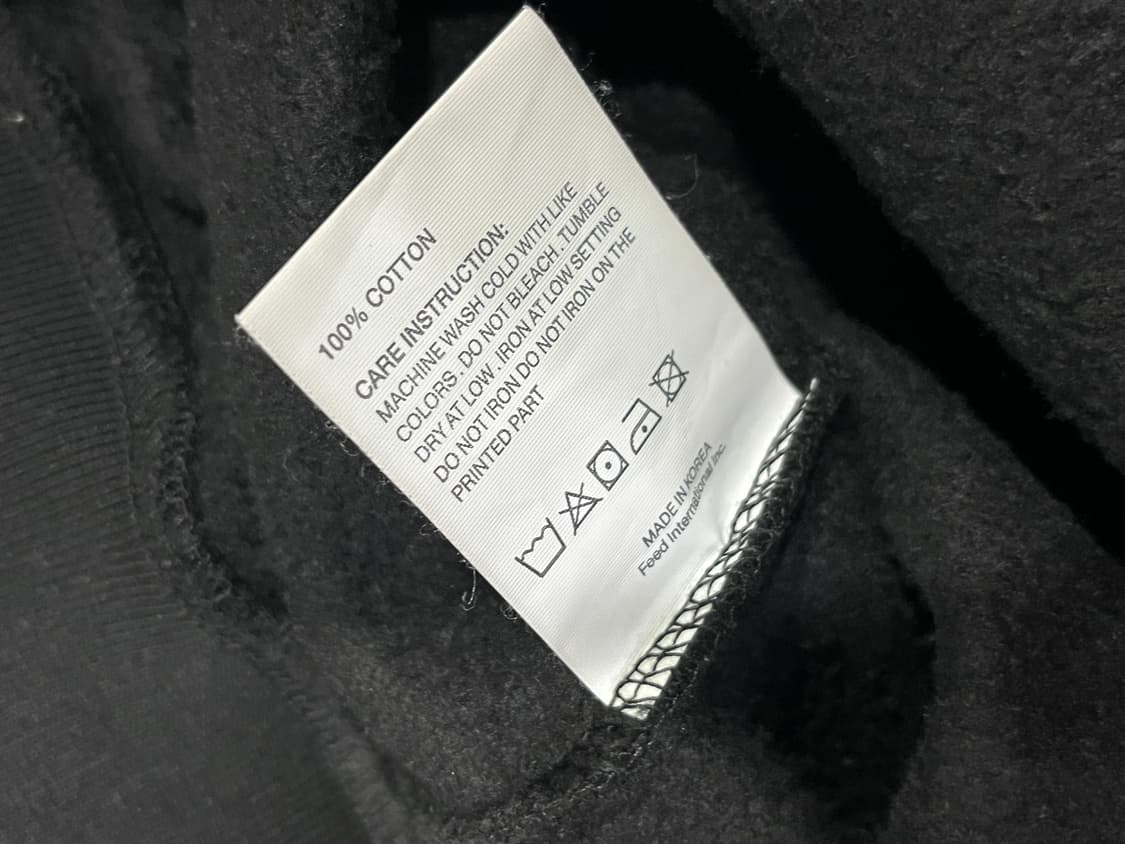 100% COTTON
CARE INSTRUCTION:
MACHINE WASH COLD WITH LIKE
COLORS. DO NOT BLEACH. TUMBLE
DRY AT LOW. IRON AT LOW SETTING
DO NOT IRON DO NOT IRON ON THE
PRINTED PART
MADE IN KOREA
Feed International Inc.